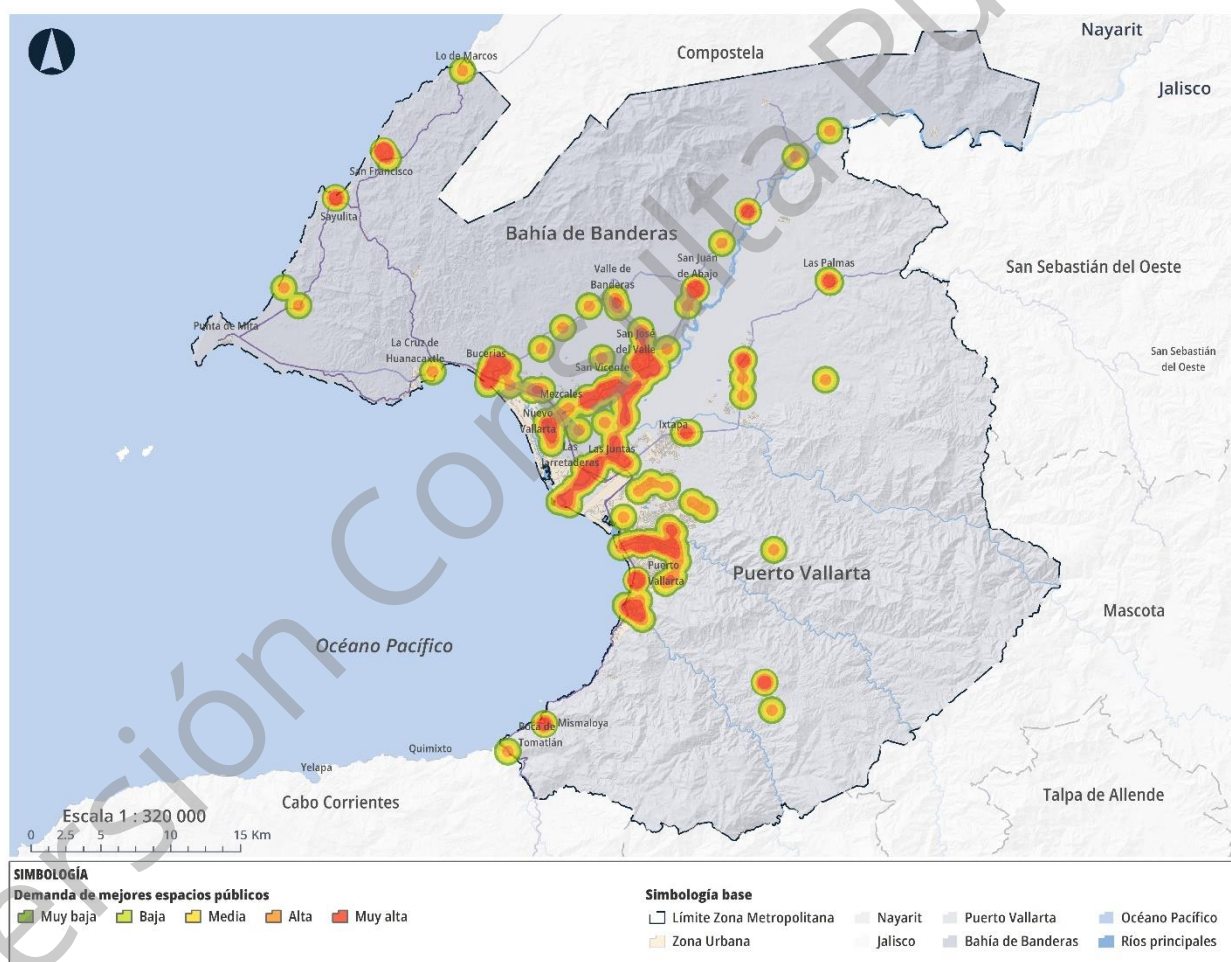 Nayarit
Compostela
Lo de Marcos
Jalisco
San Francisco
Sayulita
Bahía de Banderas
San Juan
de Abajo
Las Palmas
San Sebastián del Oeste
Valle de
Banderas
Punta de Mita
La Cruz de
Huanacaxtle
Bucerías
San José
del Valle
San Vicente
San Sebastián
del Oeste
Mezcales
Nuevo
Vallarta
Ixtapa
Las
Jarretaderas
Las Juntas
Puerto
Vallarta
Puerto Vallarta
Mascota
Océano Pacífico
Boca de
Tomatlán
Mismaloya
Quimixto
Yelapa
Cabo Corrientes
Talpa de Allende
Escala 1 : 320 000
0 2.5 5 10 15 Km
SIMBOLOGÍA
Demanda de mejores espacios públicos
Muy baja Baja Media Alta Muy alta
Simbología base
Límite Zona Metropolitana Nayarit Puerto Vallarta Océano Pacífico
Zona Urbana Jalisco Bahía de Banderas Ríos principales
ersión Consulta Pú